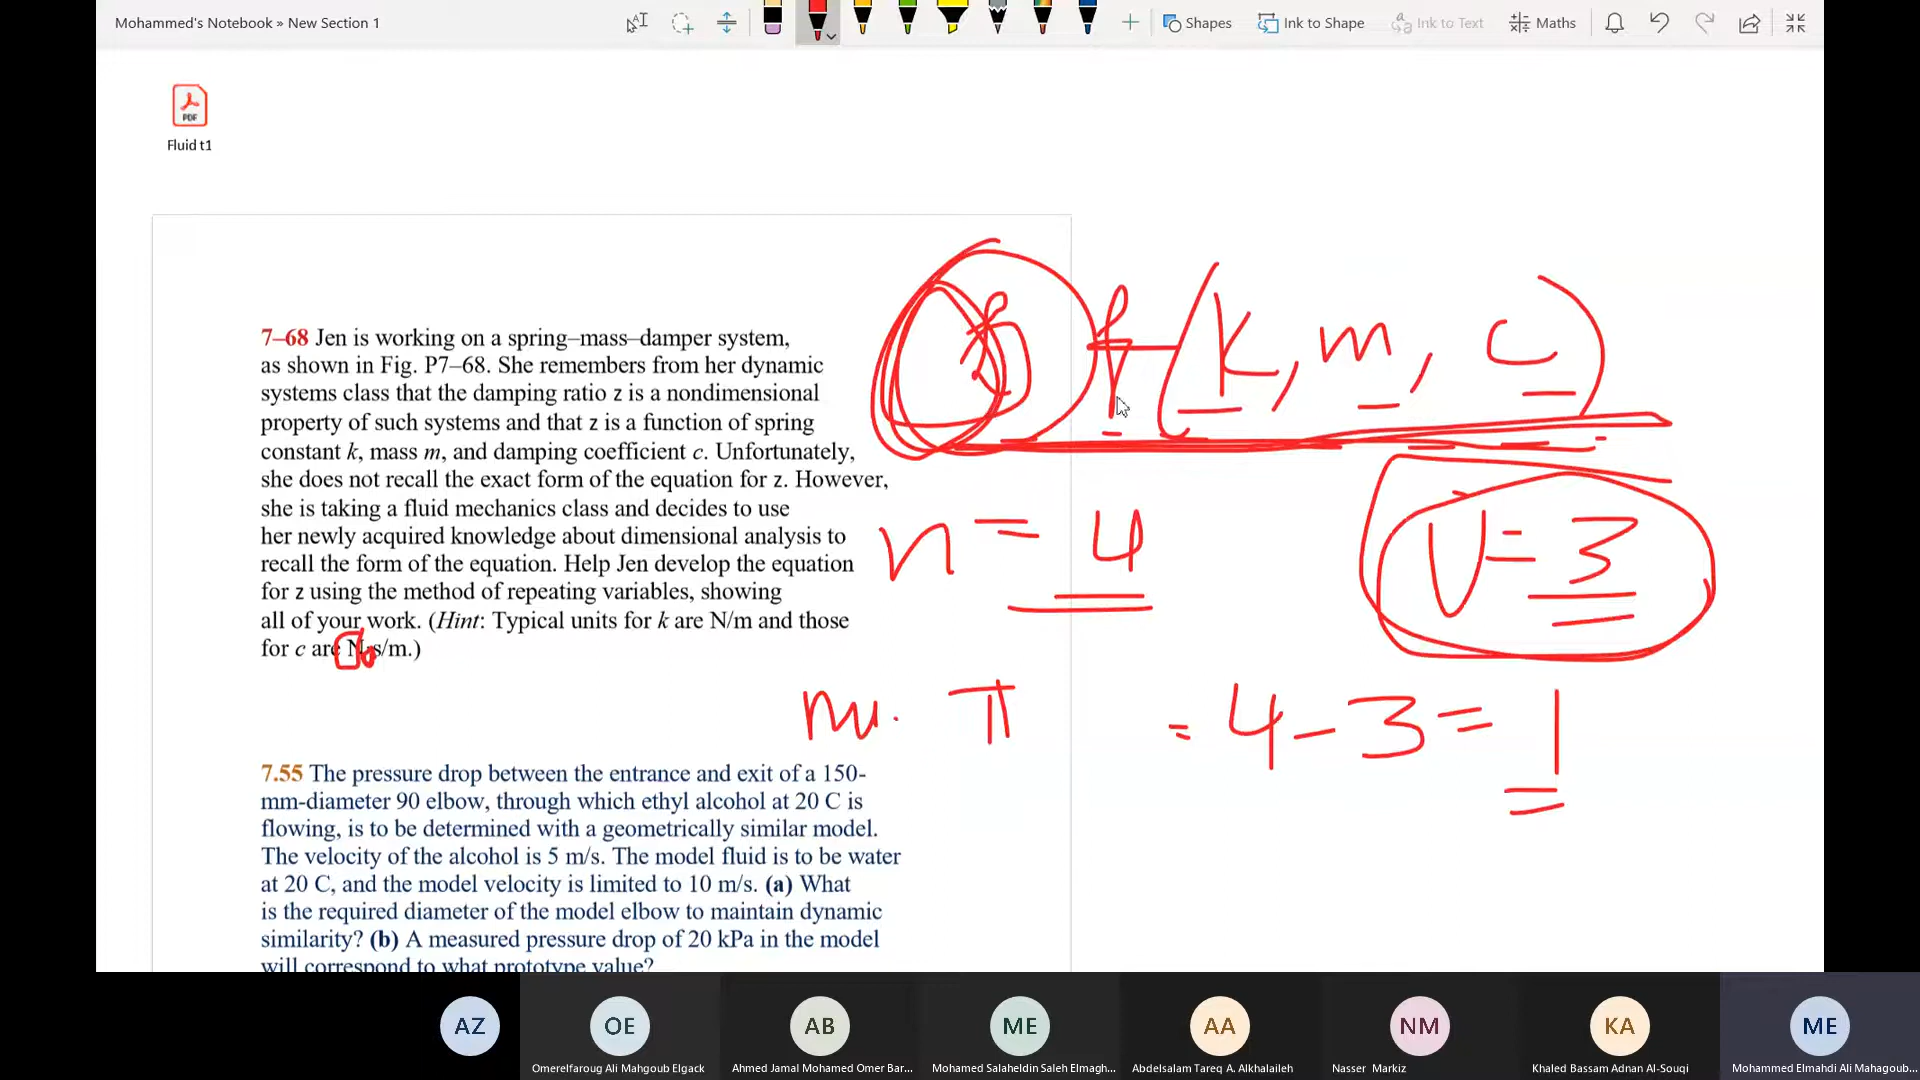 Mohammed's Notebook » New Section 1
Shapes
Ink to Shape
Ink to Text
Maths
PDF
Fluid t1
f (k, m, c)
7–68 Jen is working on a spring–mass–damper system,
as shown in Fig. P7–68. She remembers from her dynamic
systems class that the damping ratio z is a nondimensional
property of such systems and that z is a function of spring
constant k, mass m, and damping coefficient c. Unfortunately,
she does not recall the exact form of the equation for z. However,
she is taking a fluid mechanics class and decides to use
her newly acquired knowledge about dimensional analysis to
recall the form of the equation. Help Jen develop the equation
for z using the method of repeating variables, showing
all of your work. (Hint: Typical units for k are N/m and those
for c are N·s/m.)
n = 4
= 3
π = 4 - 3 = 1
7.55 The pressure drop between the entrance and exit of a 150-
mm-diameter 90 elbow, through which ethyl alcohol at 20 C is
flowing, is to be determined with a geometrically similar model.
The velocity of the alcohol is 5 m/s. The model fluid is to be water
at 20 C, and the model velocity is limited to 10 m/s. (a) What
is the required diameter of the model elbow to maintain dynamic
similarity? (b) A measured pressure drop of 20 kPa in the model
will correspond to what prototype value?
AZ
OE
AB
ME
AA
NM
KA
ME
Omerelfaroug Ali Mahgoub Elgack
Ahmed Jamal Mohamed Omer Bar...
Mohamed Salaheldin Saleh Elmagh...
Abdelsalam Tareq A. Alkhalaileh
Nasser Markiz
Khaled Bassam Adnan Al-Souqi
Mohammed Elmahdi Ali Mahagoub...